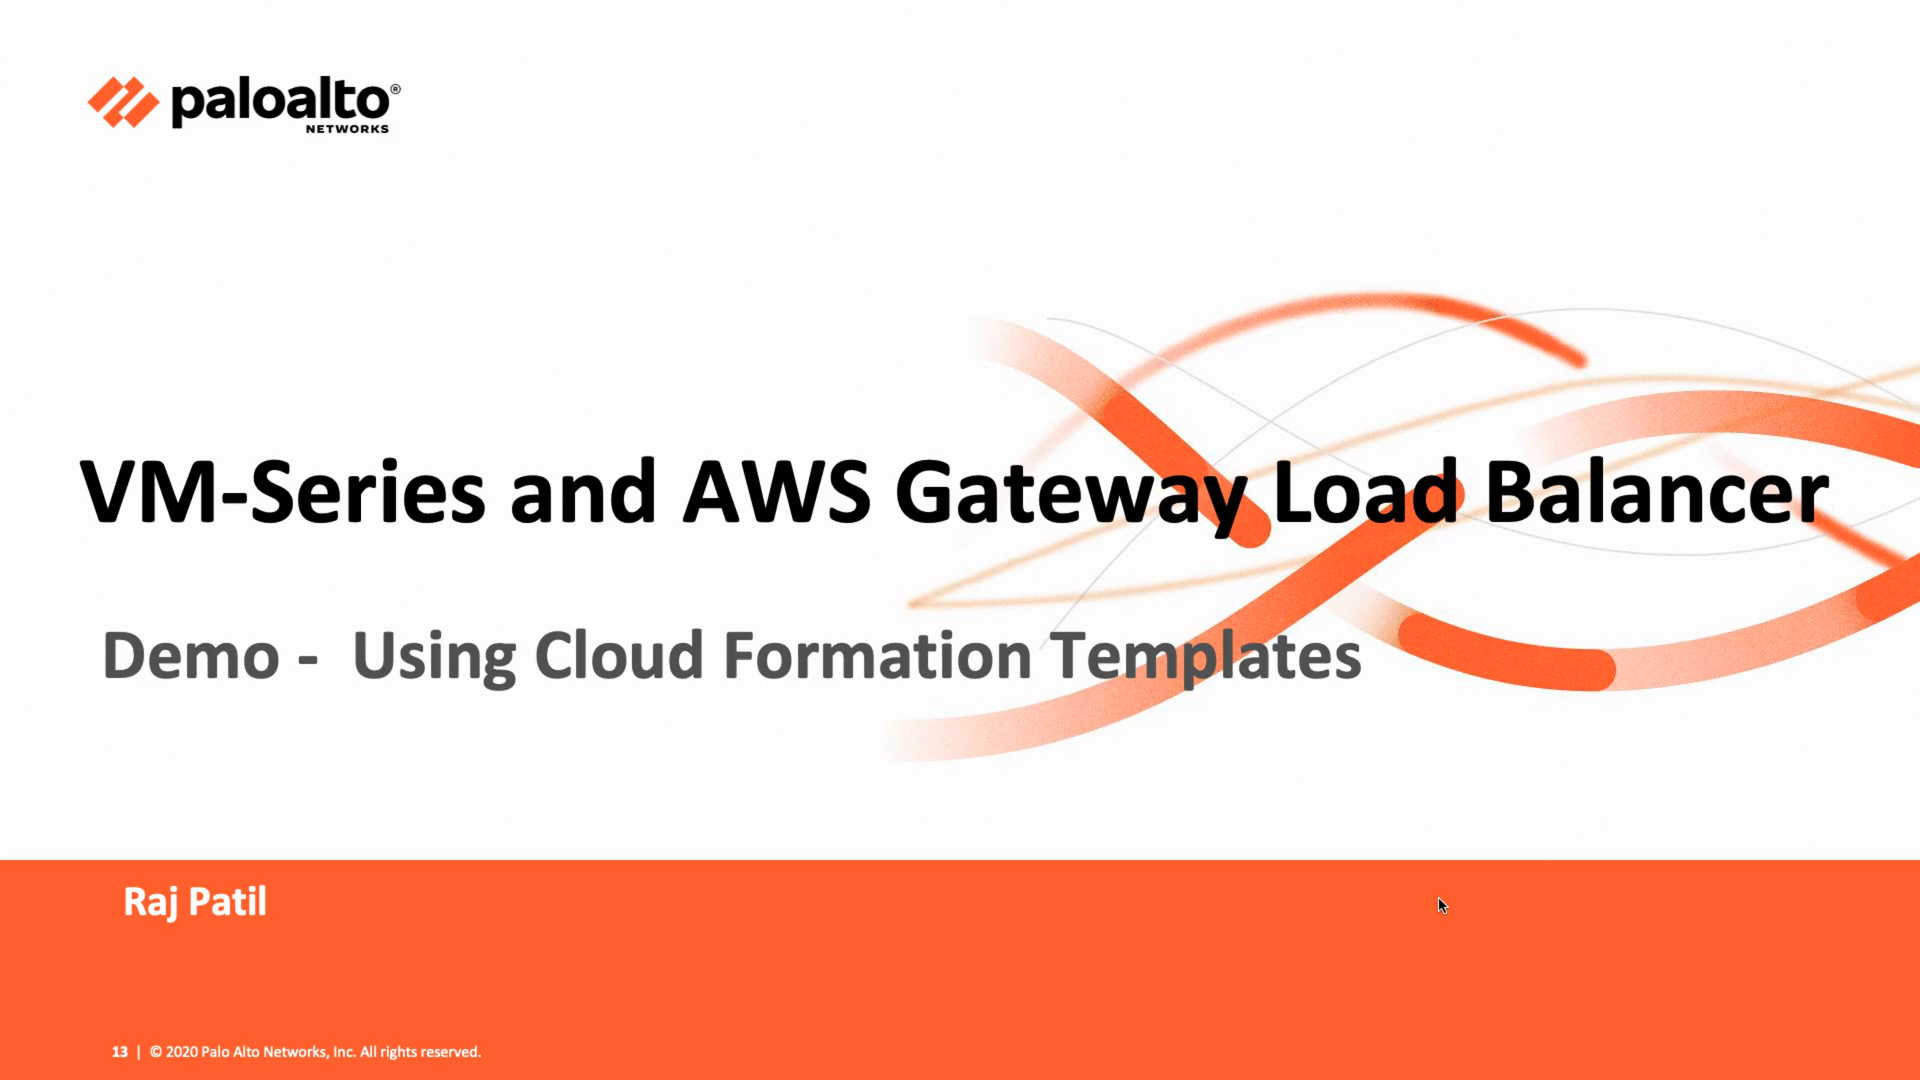 paloalto®
NETWORKS
VM-Series and AWS Gateway Load Balancer
Demo -  Using Cloud Formation Templates
Raj Patil
13 | © 2020 Palo Alto Networks, Inc. All rights reserved.